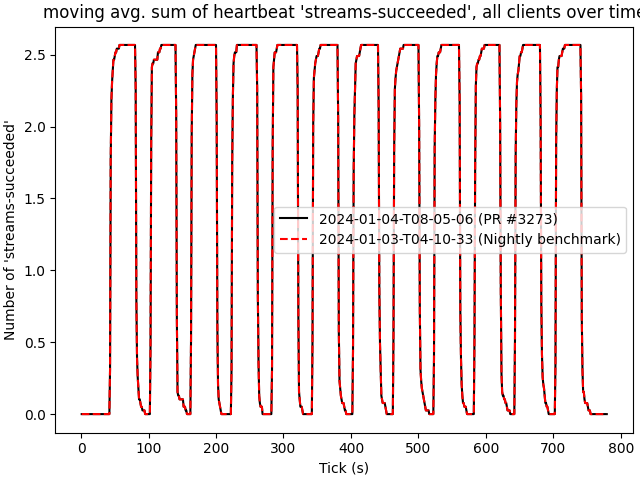 moving avg. sum of heartbeat 'streams-succeeded', all clients over time
Number of 'streams-succeeded'
2.5
2.0
1.5
1.0
0.5
0.0
2024-01-04-T08-05-06 (PR #3273)
2024-01-03-T04-10-33 (Nightly benchmark)
0 100 200 300 400 500 600 700 800
Tick (s)